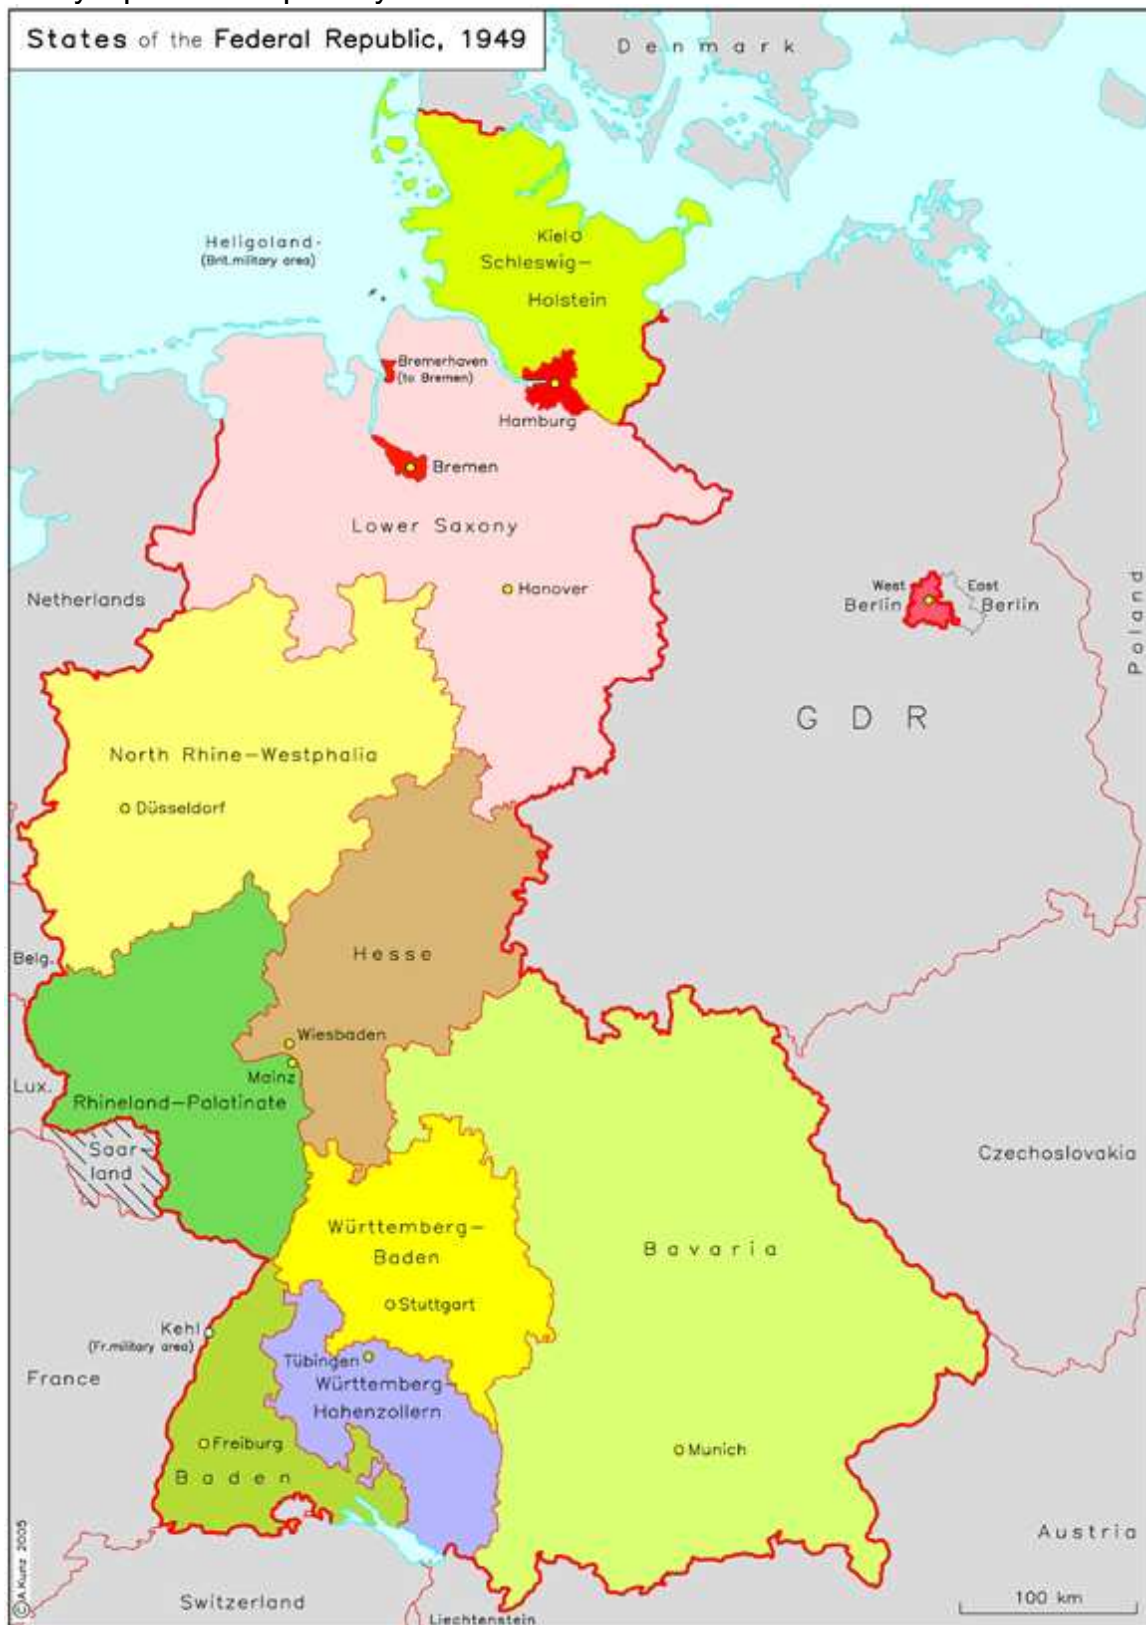 States of the Federal Republic, 1949
Denmark
Kiel
Schleswig-
Holstein
Heligoland
(Brit.military area)
Bremerhaven
(to Bremen)
Hamburg
Bremen
Lower Saxony
Hanover
Netherlands
West
Berlin
East
Berlin
Poland
GDR
North Rhine-Westphalia
Düsseldorf
Hesse
Belg.
Wiesbaden
Mainz
Lux.
Rhineland-Palatinate
Saar-
land
Czechoslovakia
Württemberg-
Baden
Bavaria
Stuttgart
Kehl
(Fr.military area)
Tübingen
France
Württemberg-
Hohenzollern
Freiburg
Munich
Baden
Austria
©A.Kunz 2005
Switzerland
100 km
Liechtenstein